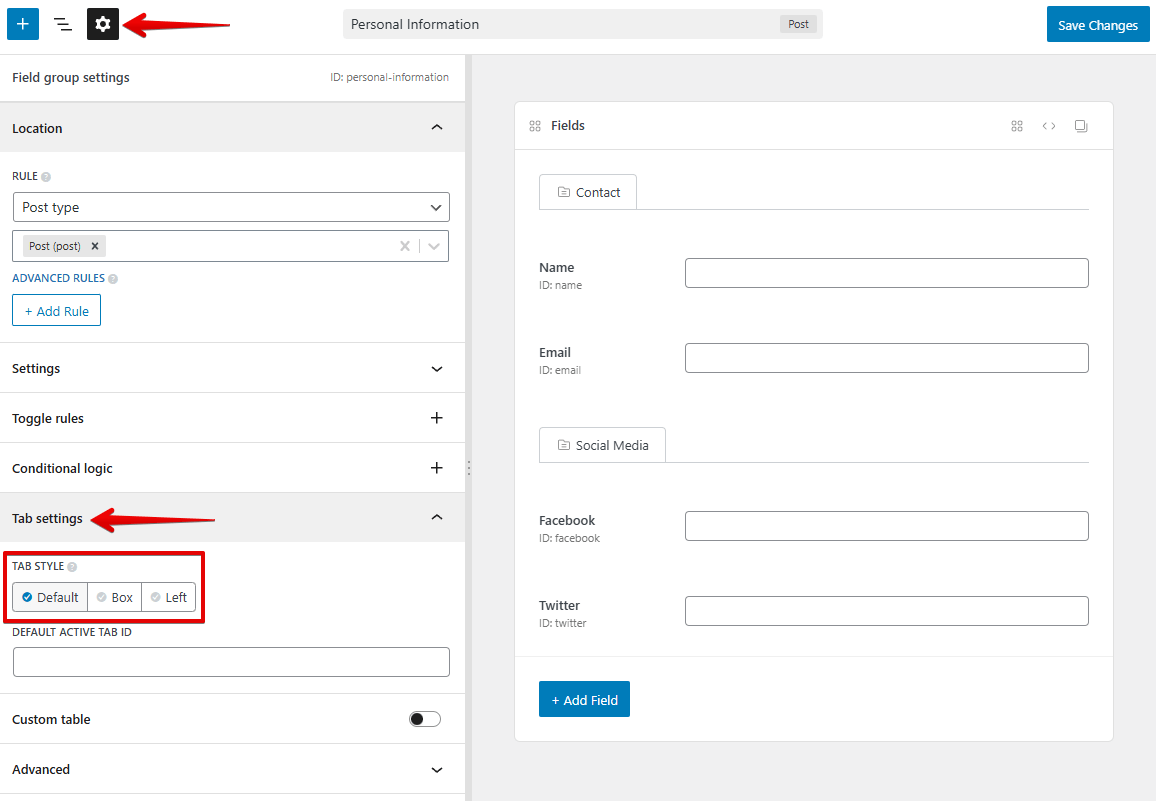 Personal Information
Post
Save Changes
Field group settings
ID: personal-information
Location
RULE
Post type
Post (post)
ADVANCED RULES
+ Add Rule
Settings
Toggle rules
Conditional logic
Tab settings
TAB STYLE
Default
Box
Left
DEFAULT ACTIVE TAB ID
Custom table
Advanced
Fields
Contact
Name
ID: name
Email
ID: email
Social Media
Facebook
ID: facebook
Twitter
ID: twitter
+ Add Field